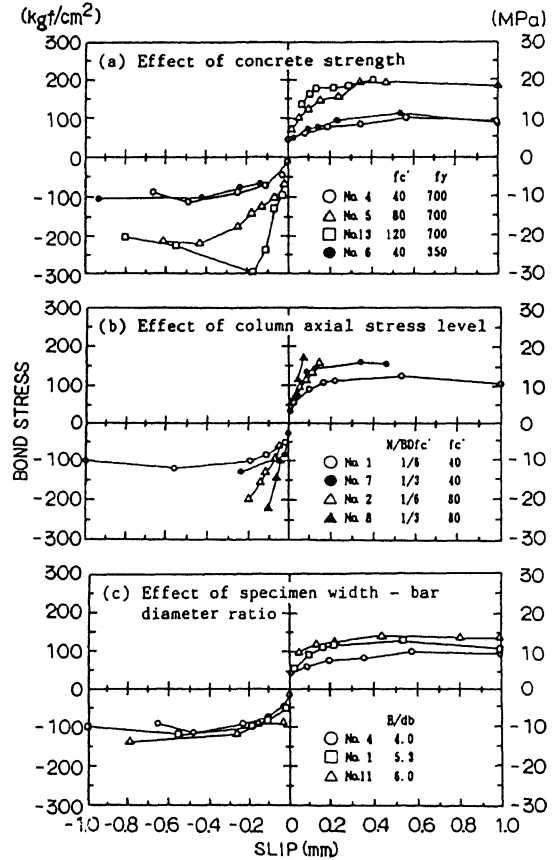 (kgf/cm²) (MPa)
300 30
(a) Effect of concrete strength
200 20
100 10
0 0
fc' fy
-100 ○ No. 4 40 700 -10
△ No. 5 80 700
-200 □ No.13 120 700 -20
● No. 6 40 350
-300 -30
300 30
(b) Effect of column axial stress level
200 20
100 10
0 0
N/BDfc' fc'
-100 ○ No. 1 1/6 40 -10
● No. 7 1/3 40
-200 △ No. 2 1/6 80 -20
▲ No. 8 1/3 80
-300 -30
BOND STRESS
300 30
(c) Effect of specimen width - bar
diameter ratio
200 20
100 10
0 0
B/db
-100 ○ No. 4 4.0 -10
□ No. 1 5.3
-200 △ No.11 6.0 -20
-300 -30
-1.0 -0.8 -0.6 -0.4 -0.2 0 0.2 0.4 0.6 0.8 1.0
SLIP (mm)